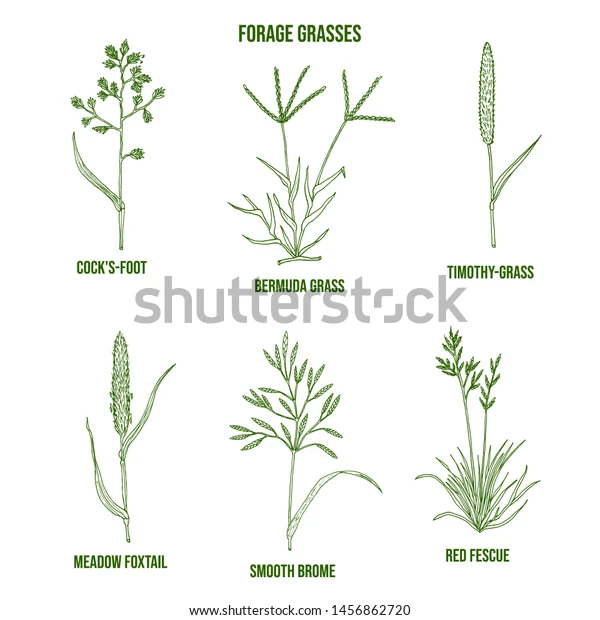 FORAGE GRASSES
COCK'S-FOOT
BERMUDA GRASS
TIMOTHY-GRASS
shutterstock
MEADOW FOXTAIL
SMOOTH BROME
RED FESCUE
www.shutterstock.com · 1456862720